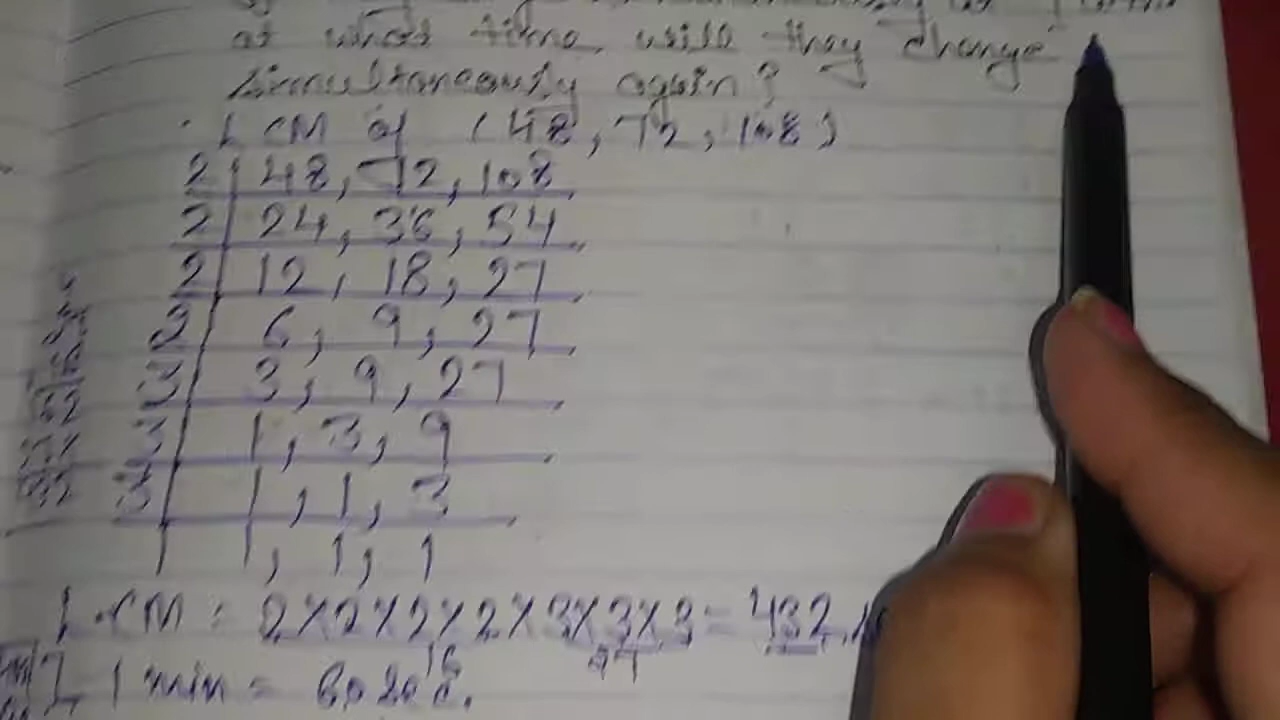 at what time will they change
simultaneously again?
LCM of (48, 72, 108)
2 | 48, 72, 108
2 | 24, 36, 54
2 | 12, 18, 27
2 | 6, 9, 27
3 | 3, 9, 27
3 | 1, 3, 9
3 | 1, 1, 3
1, 1, 1
LCM = 2×2×2×2×3×3×3 = 432
16 27
1 min = 60 sec.